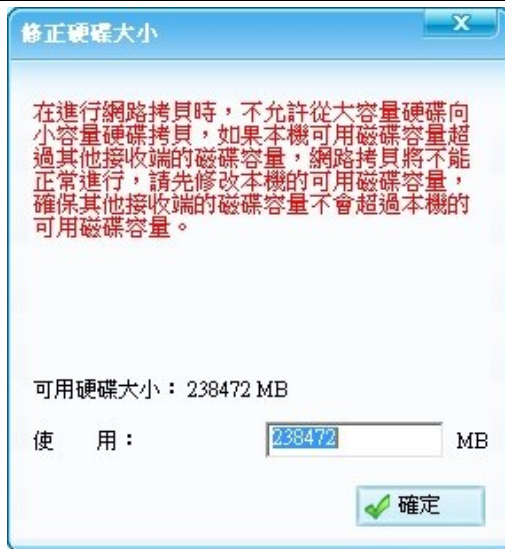 修正硬碟大小
在進行網路拷貝時，不允許從大容量硬碟向
小容量硬碟拷貝，如果本機可用磁碟容量超
過其他接收端的磁碟容量，網路拷貝將不能
正常進行，請先修改本機的可用磁碟容量，
確保其他接收端的磁碟容量不會超過本機的
可用磁碟容量。
可用硬碟大小：238472 MB
使 用： 238472 MB
確定